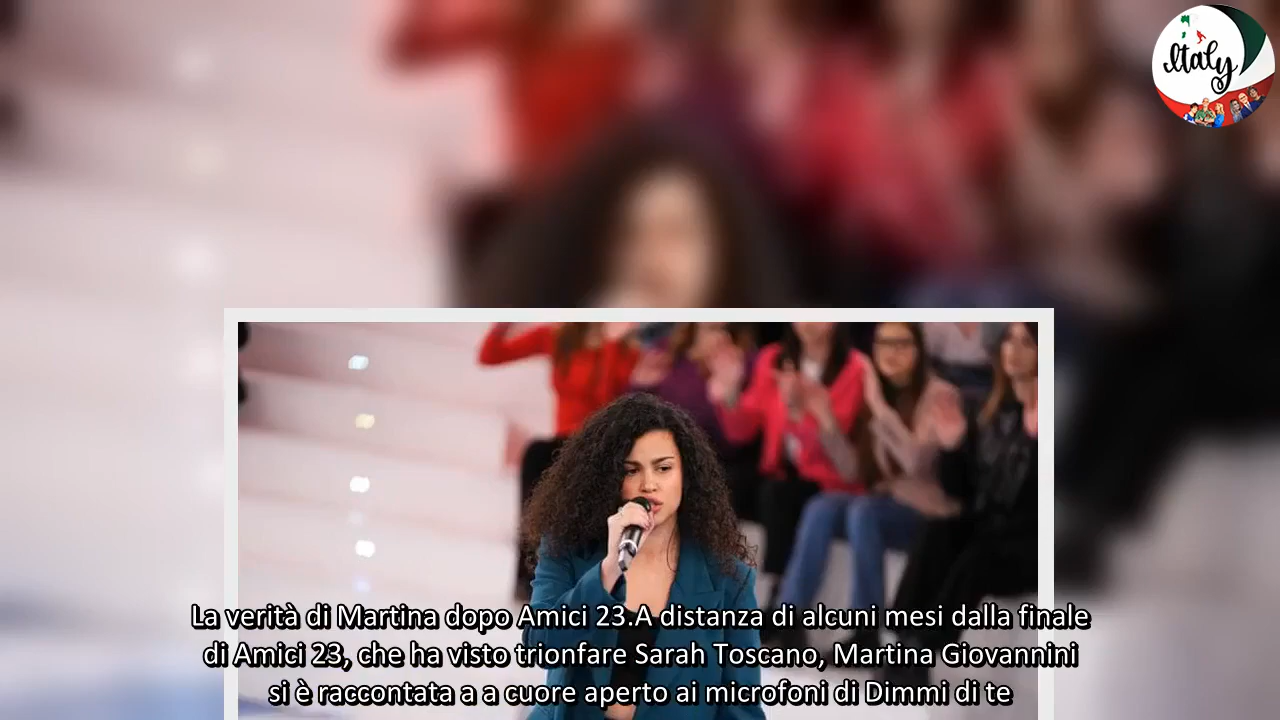 Italy
La verità di Martina dopo Amici 23.A distanza di alcuni mesi dalla finale
di Amici 23, che ha visto trionfare Sarah Toscano, Martina Giovannini
si è raccontata a a cuore aperto ai microfoni di Dimmi di te